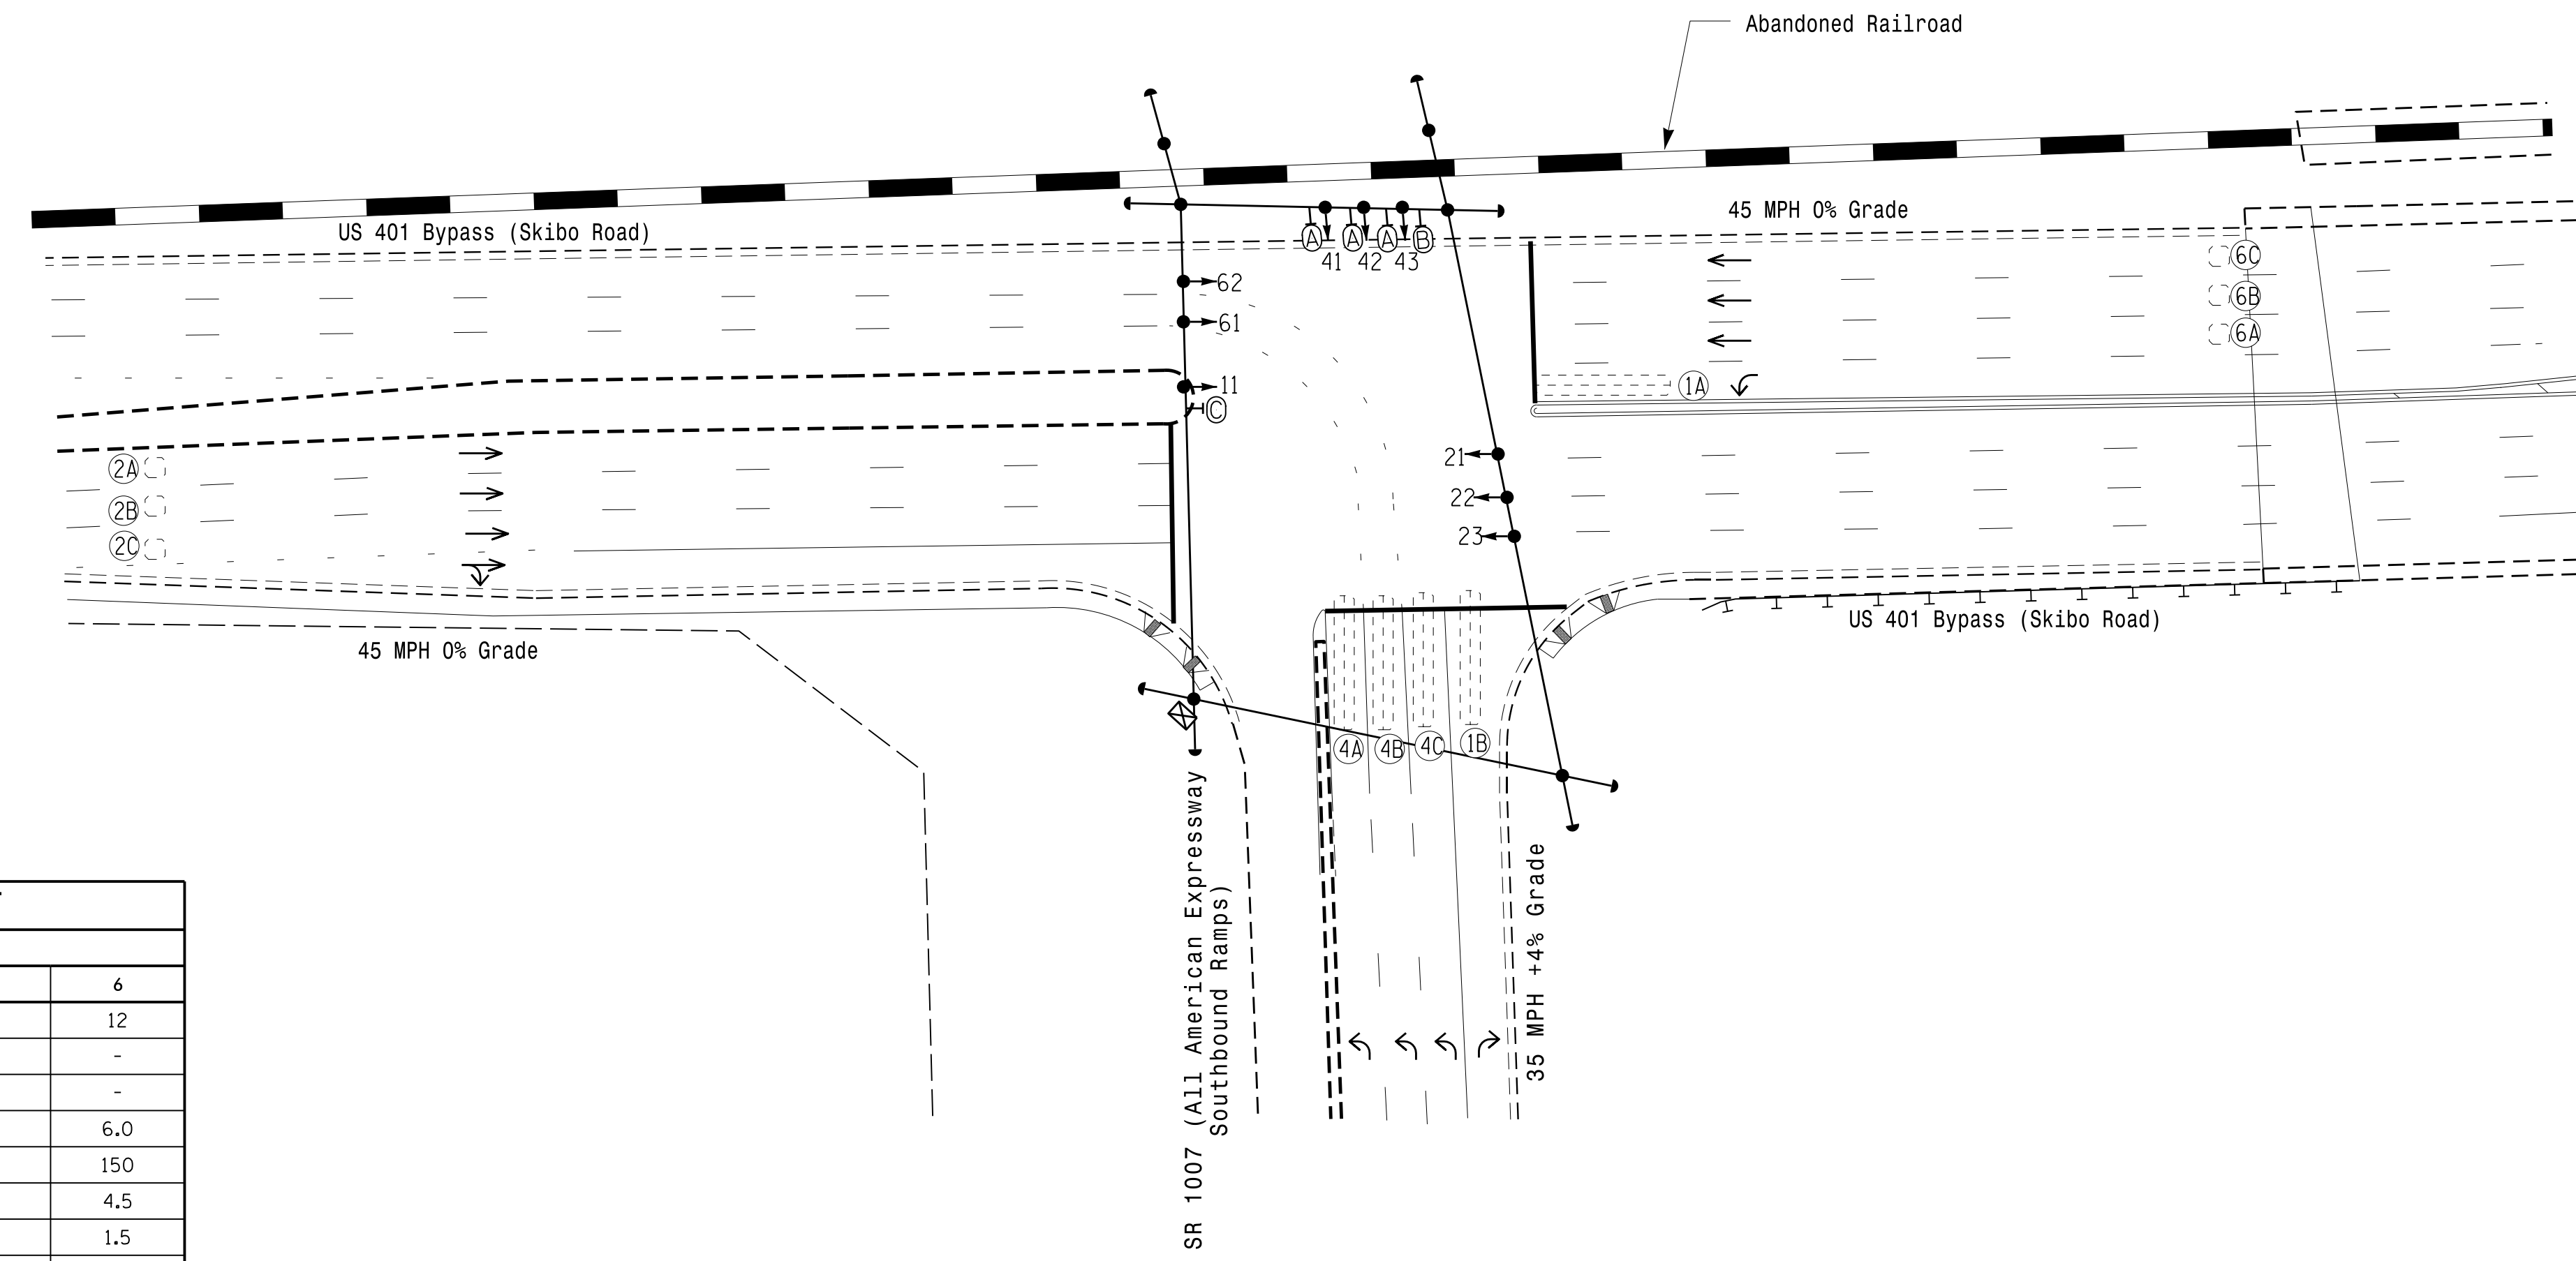 Abandoned Railroad
US 401 Bypass (Skibo Road)
45 MPH 0% Grade
A
A
A
B
41
42
43
62
61
11
C
6C
6B
6A
1A
2A
2B
2C
21
22
23
45 MPH 0% Grade
US 401 Bypass (Skibo Road)
4A
4B
4C
1B
SR 1007 (All American Expressway
Southbound Ramps)
35 MPH +4% Grade
6
12
-
-
6.0
150
4.5
1.5